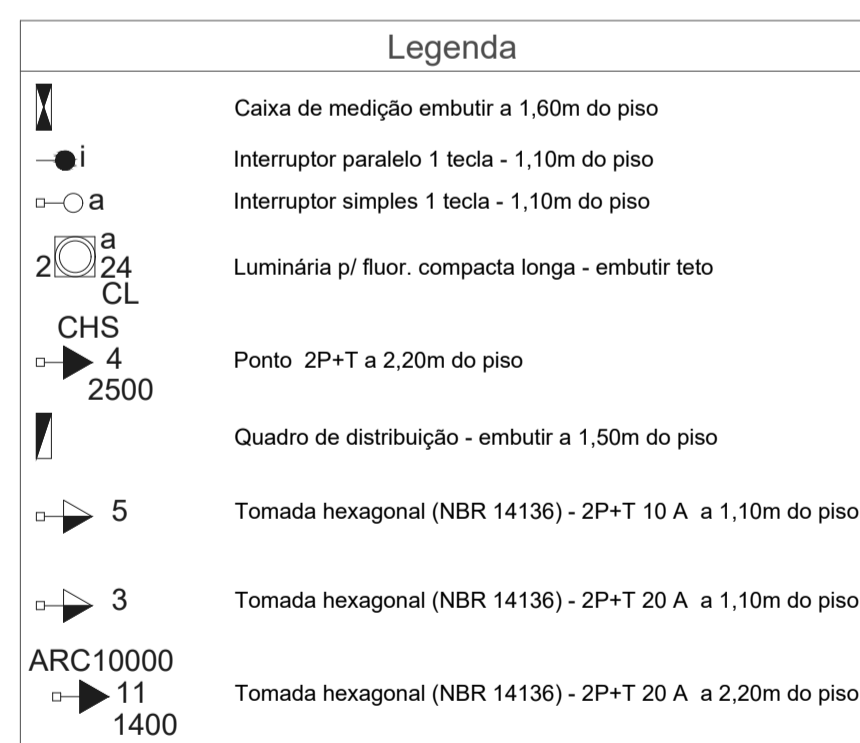 Legenda
Caixa de medição embutir a 1,60m do piso
i
Interruptor paralelo 1 tecla - 1,10m do piso
a
Interruptor simples 1 tecla - 1,10m do piso
a
2 24
CL
Luminária p/ fluor. compacta longa - embutir teto
CHS
4
2500
Ponto 2P+T a 2,20m do piso
Quadro de distribuição - embutir a 1,50m do piso
5
Tomada hexagonal (NBR 14136) - 2P+T 10 A a 1,10m do piso
3
Tomada hexagonal (NBR 14136) - 2P+T 20 A a 1,10m do piso
ARC10000
11
1400
Tomada hexagonal (NBR 14136) - 2P+T 20 A a 2,20m do piso